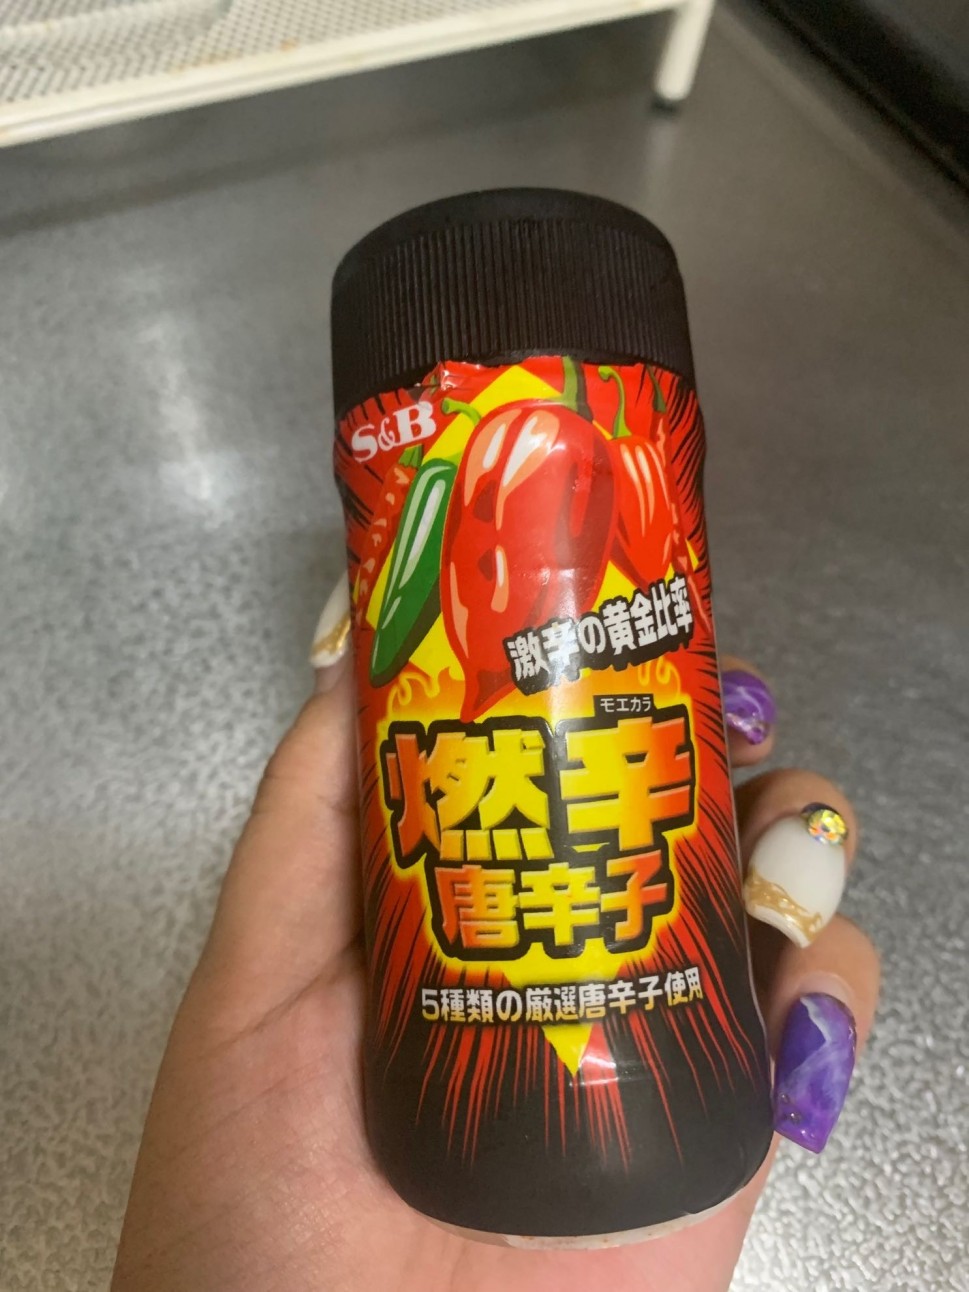 S&B
激辛の黄金比率
モエカラ
燃辛
唐辛子
5種類の厳選唐辛子使用